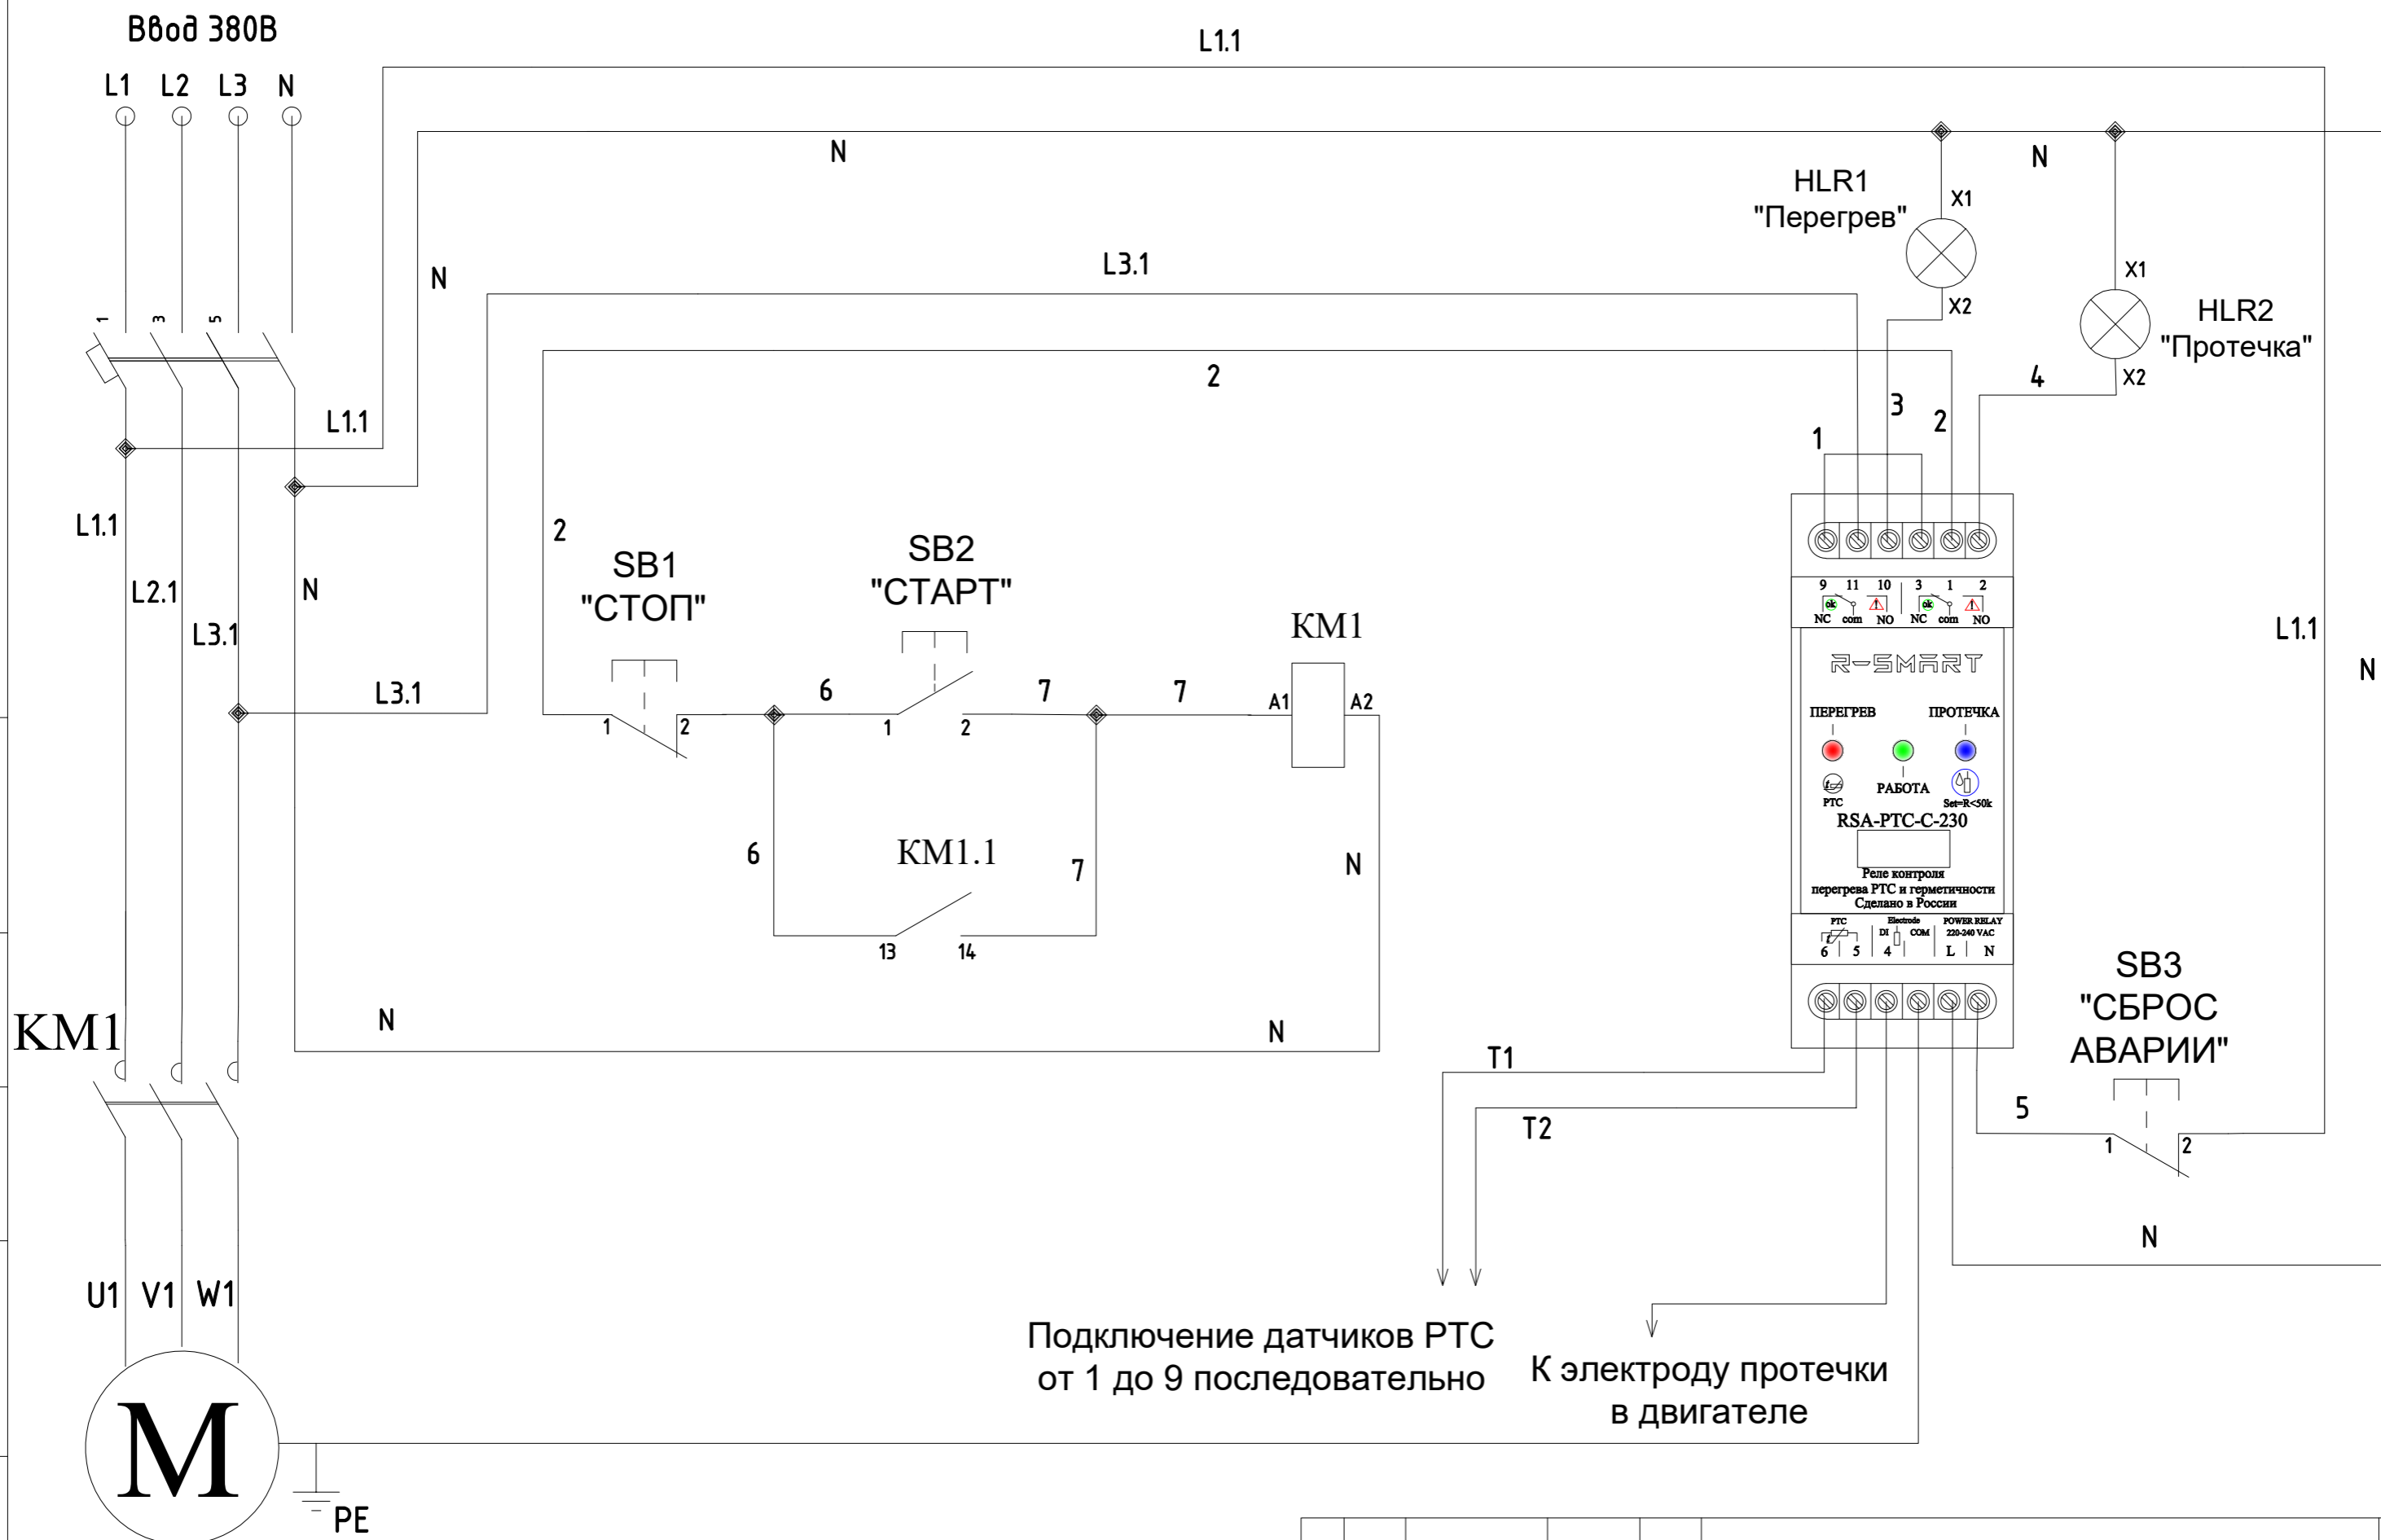 Ввод 380В
L1 L2 L3 N
L1.1
N
N
HLR1
"Перегрев"
X1
X2
N
X1
HLR2
"Протечка"
X2
N
L3.1
1 3 5
L1.1
2
3
2
4
1
L1.1
L2.1
L3.1
N
L3.1
2
SB1
"СТОП"
1 2
6
SB2
"СТАРТ"
1 2
7
7
КМ1
A1 A2
6
КМ1.1
13 14
7
N
N
N
9 11 10 3 1 2
ok ! ok !
NC com NO NC com NO
R-SMART
ПЕРЕГРЕВ ПРОТЕЧКА
РАБОТА
PTC
Set=R<50k
RSA-PTC-C-230
Реле контроля
перегрева PTC и герметичности
Сделано в России
PTC Electrode POWER RELAY
DI COM 220-240 VAC
6 5 4 L N
L1.1
N
SB3
"СБРОС
АВАРИИ"
5
1 2
N
T1
T2
КМ1
U1 V1 W1
M
PE
Подключение датчиков PTC
от 1 до 9 последовательно
К электроду протечки
в двигателе